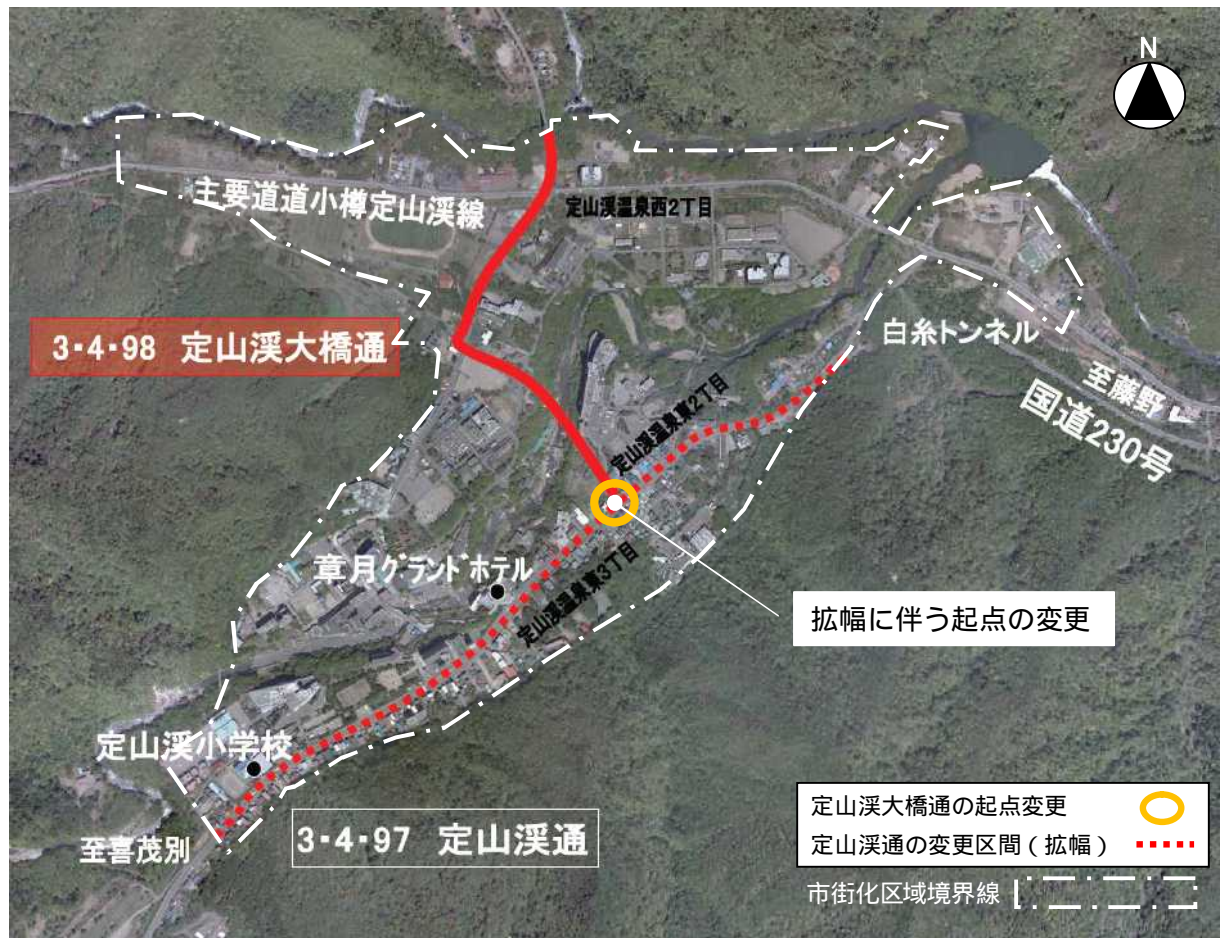 N
主要道道小樽定山渓線
定山渓温泉西2丁目
3・4・98 定山渓大橋通
白糸トンネル
至藤野
国道230号
定山渓温泉東2丁目
章月グランドホテル
定山渓温泉東3丁目
拡幅に伴う起点の変更
定山渓小学校
3・4・97 定山渓通
至喜茂別
定山渓大橋通の起点変更
定山渓通の変更区間（拡幅）
市街化区域境界線